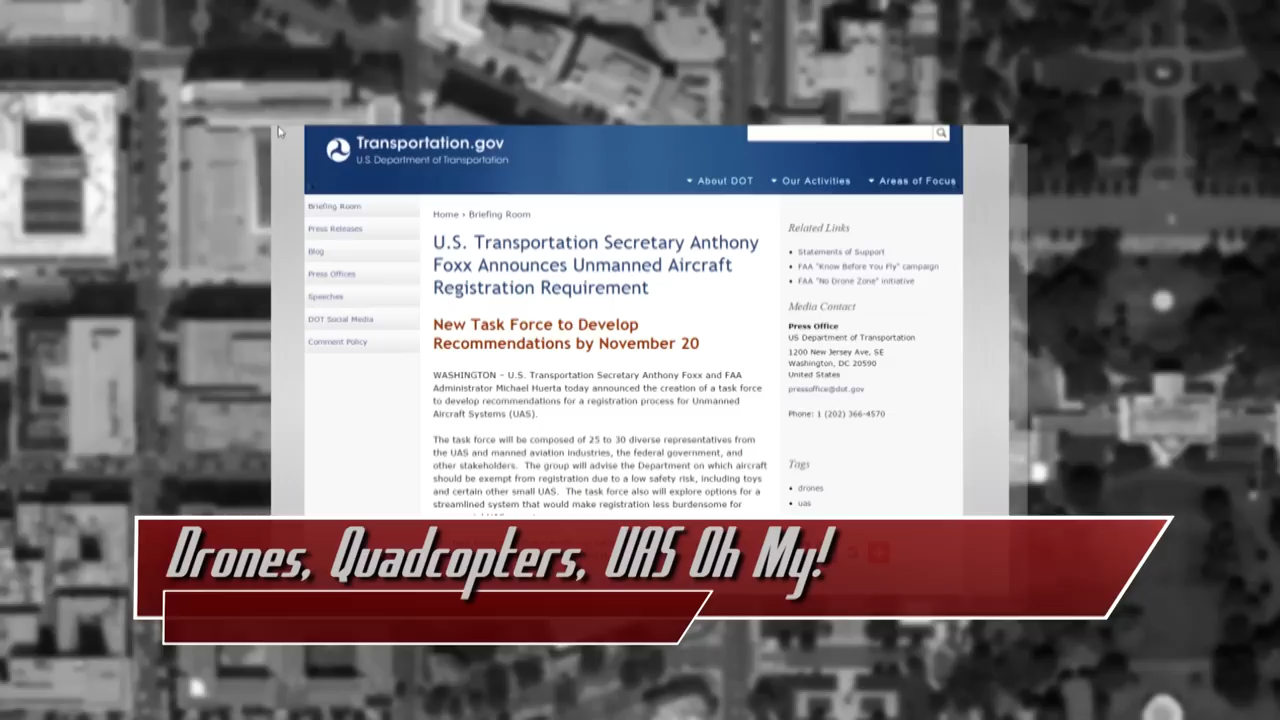 Transportation.gov
U.S. Department of Transportation
About DOT
Our Activities
Areas of Focus
Briefing Room
Press Releases
Blog
Press Offices
Speeches
DOT Social Media
Comment Policy
Home › Briefing Room
U.S. Transportation Secretary Anthony
Foxx Announces Unmanned Aircraft
Registration Requirement
New Task Force to Develop
Recommendations by November 20
WASHINGTON – U.S. Transportation Secretary Anthony Foxx and FAA
Administrator Michael Huerta today announced the creation of a task force
to develop recommendations for a registration process for Unmanned
Aircraft Systems (UAS).
The task force will be composed of 25 to 30 diverse representatives from
the UAS and manned aviation industries, the federal government, and
other stakeholders. The group will advise the Department on which aircraft
should be exempt from registration due to a low safety risk, including toys
and certain other small UAS. The task force also will explore options for a
streamlined system that would make registration less burdensome for
Related Links
Statements of Support
FAA "Know Before You Fly" campaign
FAA "No Drone Zone" initiative
Media Contact
Press Office
US Department of Transportation
1200 New Jersey Ave, SE
Washington, DC 20590
United States
pressoffice@dot.gov
Phone: 1 (202) 366-4570
Tags
drones
uas
Drones, Quadcopters, UAS Oh My!